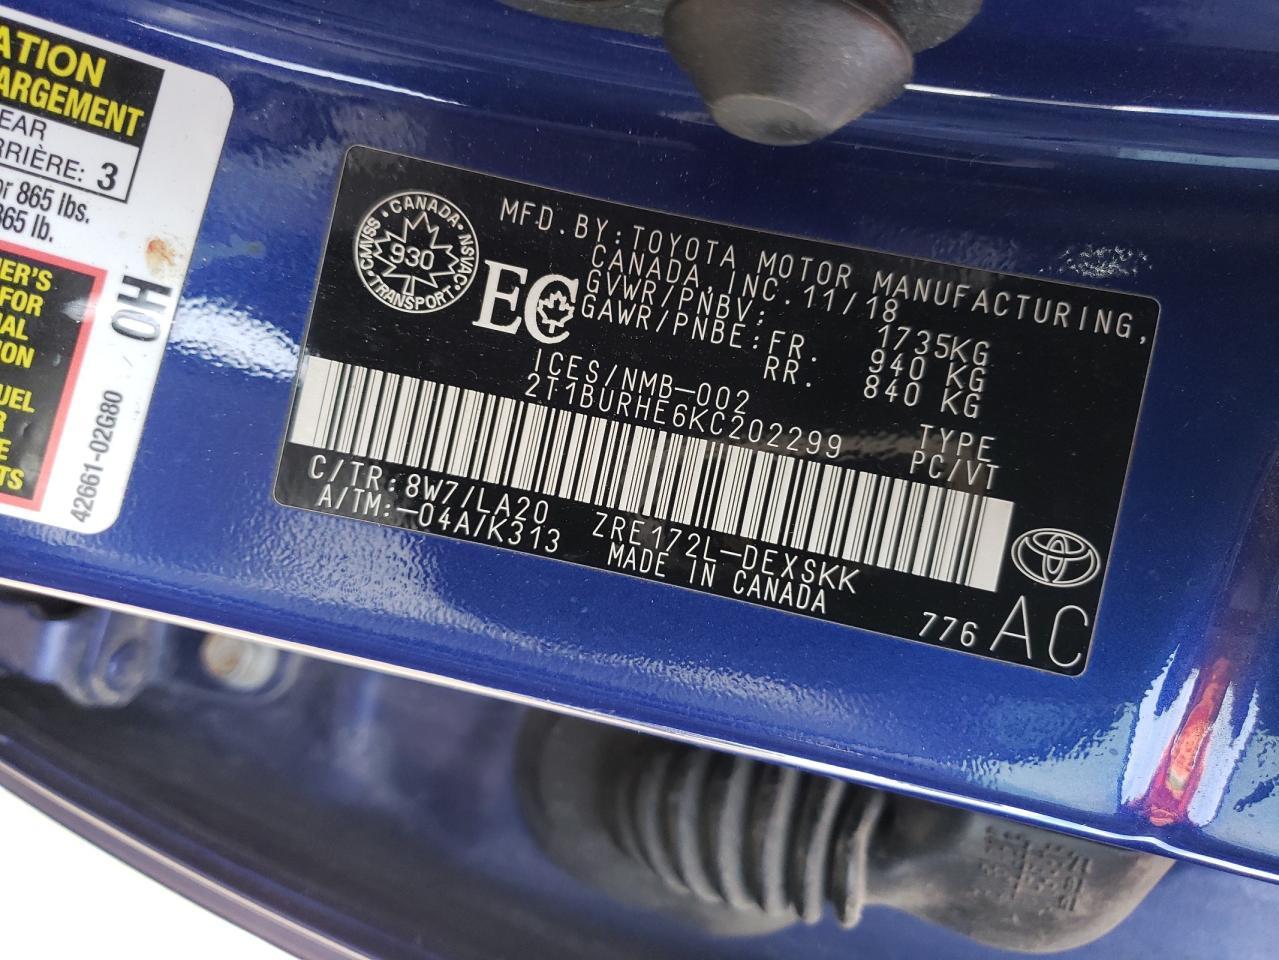 ATION
ARGEMENT
EAR
RRIÈRE: 3
or 865 lbs.
865 lb.
ER'S
FOR
ION
UEL
R
E
TS
42661-02G80 / OH
CMVSS • CANADA • NSVAC • TRANSPORT •
930
EC
MFD.BY:TOYOTA MOTOR MANUFACTURING,
CANADA,INC.11/18
GVWR/PNBV: 1735KG
GAWR/PNBE:FR. 940 KG
RR. 840 KG
ICES/NMB-002
2T1BURHE6KC202299
TYPE
PC/VT
C/TR:8W7/LA20
A/TM:-04A/K313
ZRE172L-DEXSKK
MADE IN CANADA
776 AC